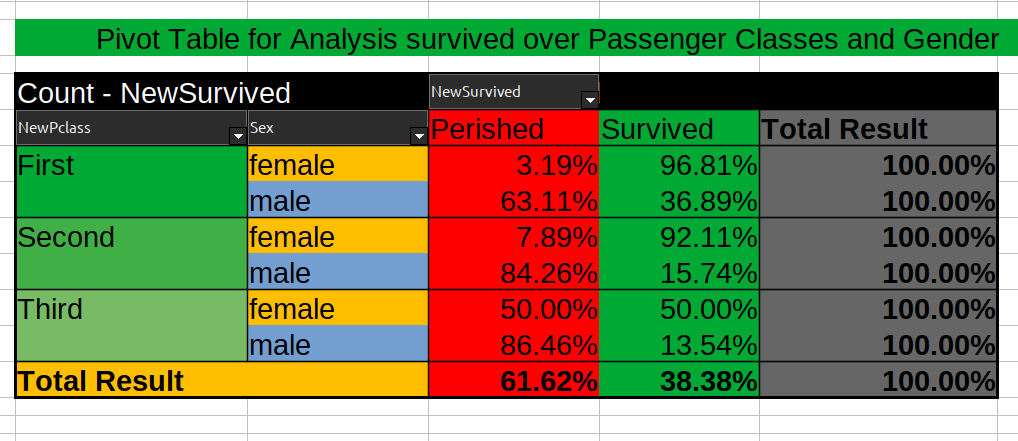 Pivot Table for Analysis survived over Passenger Classes and Gender
Count - NewSurvived NewSurvived
NewPclass Sex Perished Survived Total Result
First female 3.19% 96.81% 100.00%
male 63.11% 36.89% 100.00%
Second female 7.89% 92.11% 100.00%
male 84.26% 15.74% 100.00%
Third female 50.00% 50.00% 100.00%
male 86.46% 13.54% 100.00%
Total Result 61.62% 38.38% 100.00%